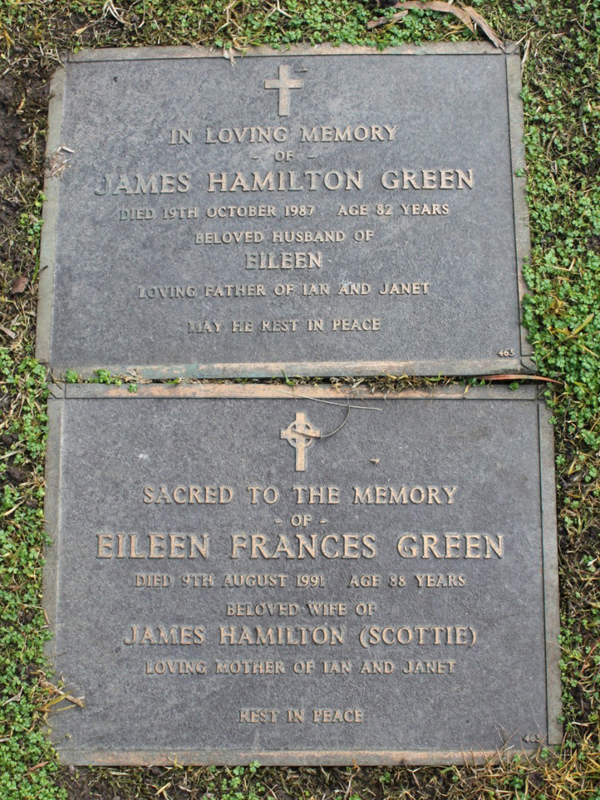 IN LOVING MEMORY
- OF -
JAMES HAMILTON GREEN
DIED 19TH OCTOBER 1987 AGE 82 YEARS
BELOVED HUSBAND OF
EILEEN
LOVING FATHER OF IAN AND JANET
MAY HE REST IN PEACE
463
SACRED TO THE MEMORY
- OF -
EILEEN FRANCES GREEN
DIED 9TH AUGUST 1991 AGE 88 YEARS
BELOVED WIFE OF
JAMES HAMILTON (SCOTTIE)
LOVING MOTHER OF IAN AND JANET
REST IN PEACE